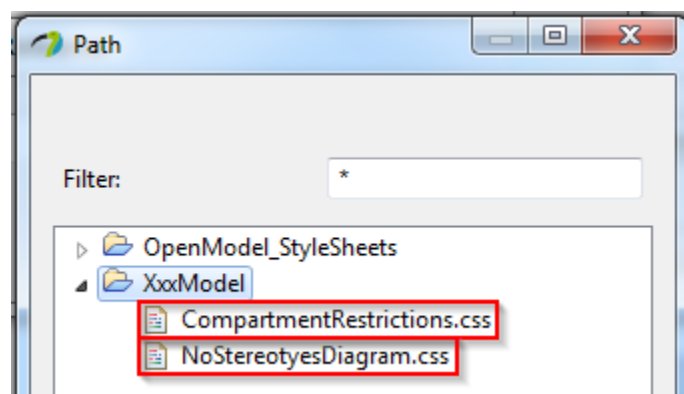 Path
Filter: *
OpenModel_StyleSheets
XxxModel
CompartmentRestrictions.css
NoStereotyesDiagram.css